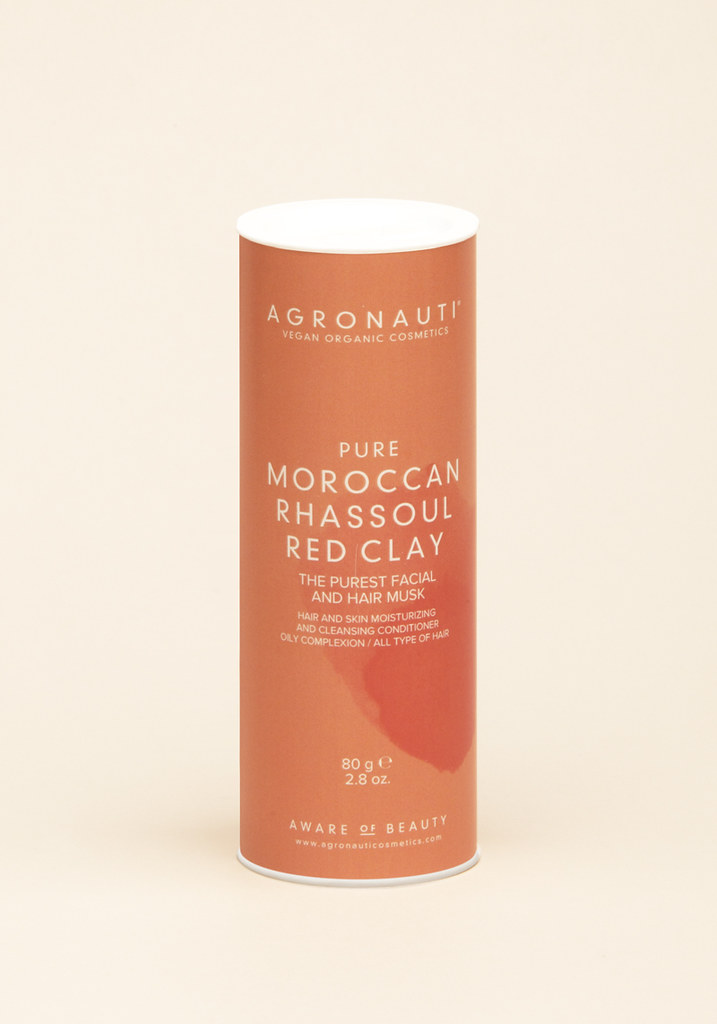 AGRONAUTI®
VEGAN ORGANIC COSMETICS
PURE
MOROCCAN
RHASSOUL
RED CLAY
THE PUREST FACIAL
AND HAIR MUSK
HAIR AND SKIN MOISTURIZING
AND CLEANSING CONDITIONER
OILY COMPLEXION / ALL TYPE OF HAIR
80 g ℮
2.8 oz.
AWARE OF BEAUTY
www.agronauticosmetics.com